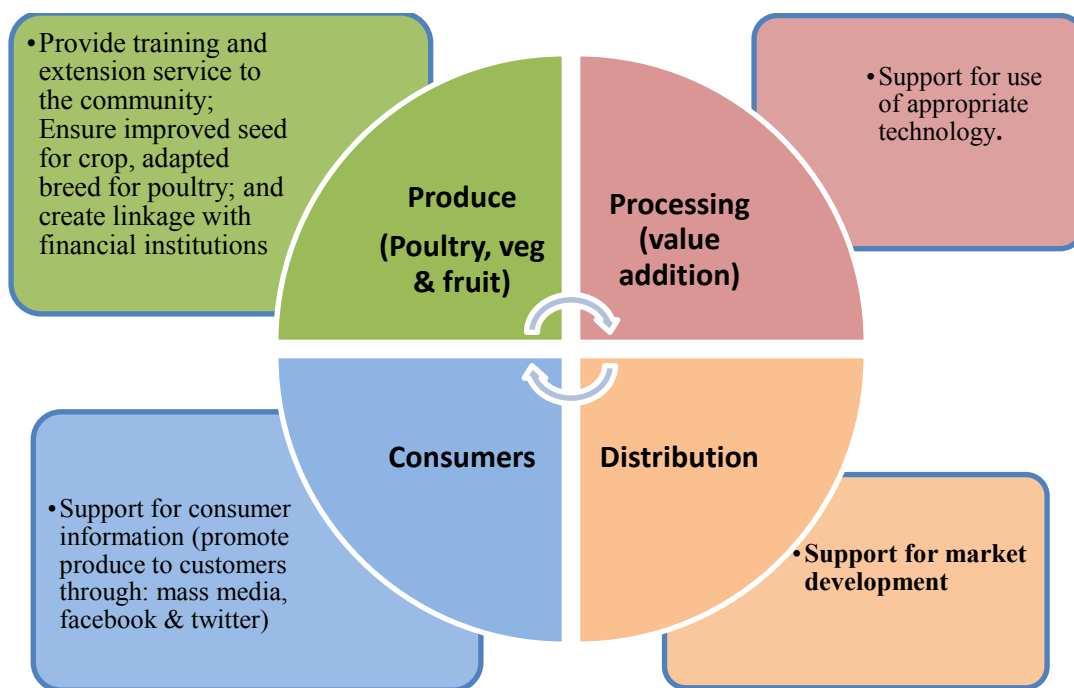 •Provide training and
extension service to
the community;
Ensure improved seed
for crop, adapted
breed for poultry; and
create linkage with
financial institutions
•Support for use
of appropriate
technology.
Produce
(Poultry, veg
& fruit)
Processing
(value
addition)
Consumers
Distribution
•Support for consumer
information (promote
produce to customers
through: mass media,
facebook & twitter)
•Support for market
development